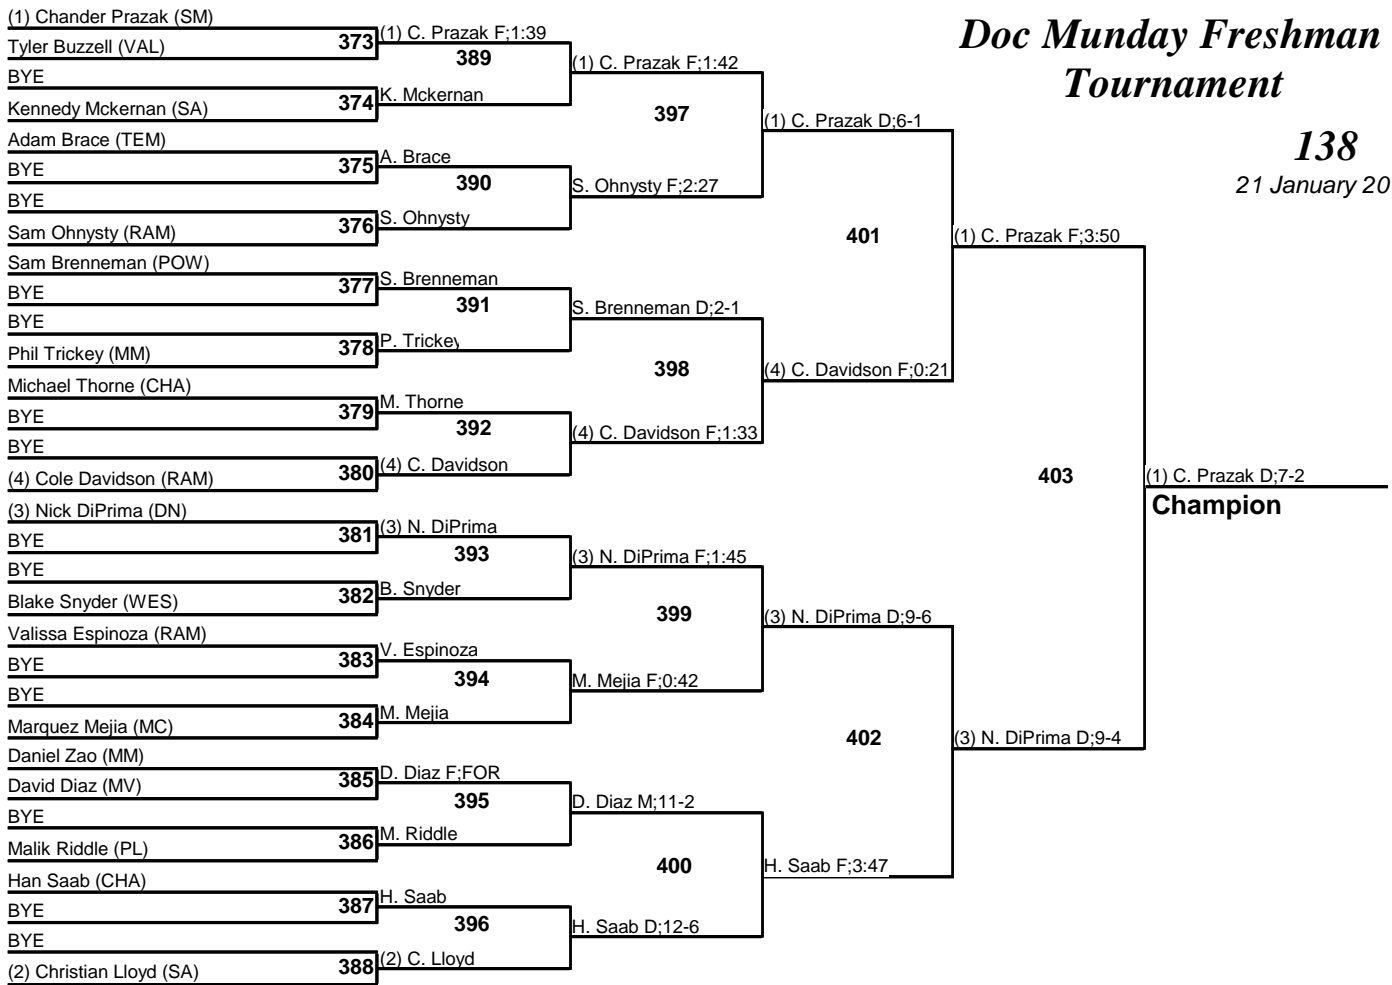 Doc Munday Freshman
Tournament
138
21 January 20
(1) Chander Prazak (SM)
Tyler Buzzell (VAL)
BYE
Kennedy Mckernan (SA)
Adam Brace (TEM)
BYE
BYE
Sam Ohnysty (RAM)
Sam Brenneman (POW)
BYE
BYE
Phil Trickey (MM)
Michael Thorne (CHA)
BYE
BYE
(4) Cole Davidson (RAM)
(3) Nick DiPrima (DN)
BYE
BYE
Blake Snyder (WES)
Valissa Espinoza (RAM)
BYE
BYE
Marquez Mejia (MC)
Daniel Zao (MM)
David Diaz (MV)
BYE
Malik Riddle (PL)
Han Saab (CHA)
BYE
BYE
(2) Christian Lloyd (SA)
373
374
375
376
377
378
379
380
381
382
383
384
385
386
387
388
(1) C. Prazak F;1:39
389
K. Mckernan
A. Brace
390
S. Ohnysty
S. Brenneman
391
P. Trickey
M. Thorne
392
(4) C. Davidson
(3) N. DiPrima
393
B. Snyder
V. Espinoza
394
M. Mejia
D. Diaz F;FOR
395
M. Riddle
H. Saab
396
(2) C. Lloyd
(1) C. Prazak F;1:42
397
S. Ohnysty F;2:27
S. Brenneman D;2-1
398
(4) C. Davidson F;1:33
(3) N. DiPrima F;1:45
399
M. Mejia F;0:42
D. Diaz M;11-2
400
H. Saab D;12-6
(1) C. Prazak D;6-1
401
(4) C. Davidson F;0:21
(3) N. DiPrima D;9-6
402
H. Saab F;3:47
(1) C. Prazak F;3:50
403
(3) N. DiPrima D;9-4
(1) C. Prazak D;7-2
Champion